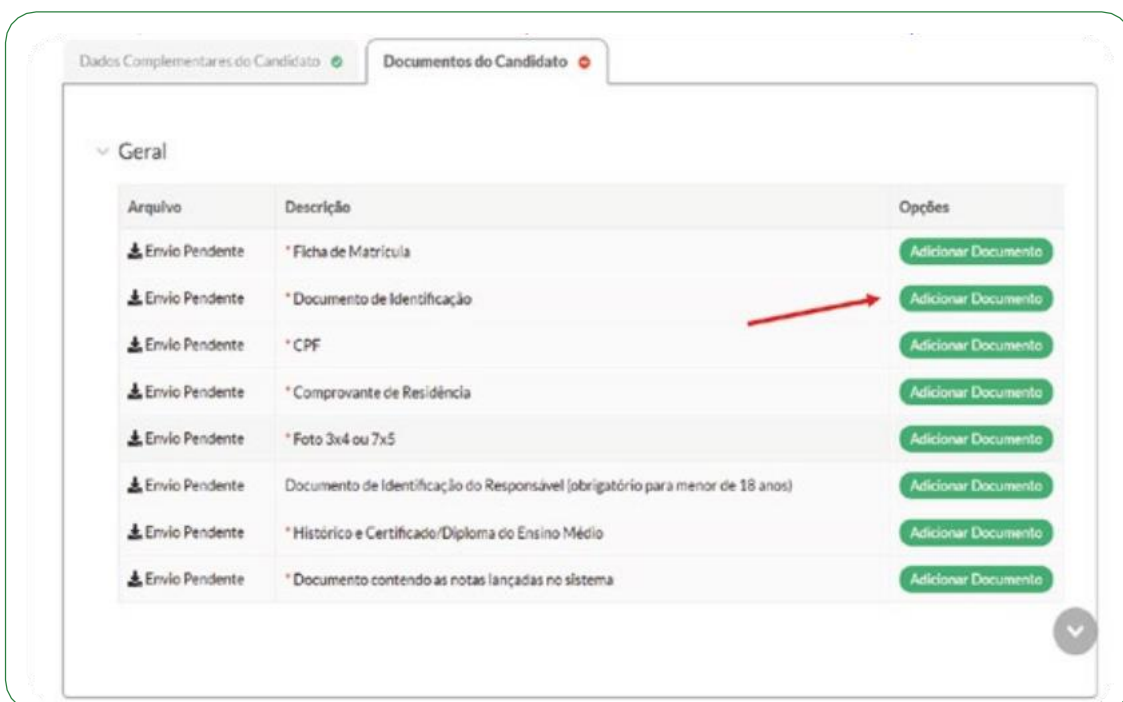 Dados Complementares do Candidato
Documentos do Candidato
Geral
Arquivo Descrição Opções
Envio Pendente *Ficha de Matrícula Adicionar Documento
Envio Pendente *Documento de Identificação Adicionar Documento
Envio Pendente *CPF Adicionar Documento
Envio Pendente *Comprovante de Residência Adicionar Documento
Envio Pendente *Foto 3x4 ou 7x5 Adicionar Documento
Envio Pendente Documento de Identificação do Responsável (obrigatório para menor de 18 anos) Adicionar Documento
Envio Pendente *Histórico e Certificado/Diploma do Ensino Médio Adicionar Documento
Envio Pendente *Documento contendo as notas lançadas no sistema Adicionar Documento